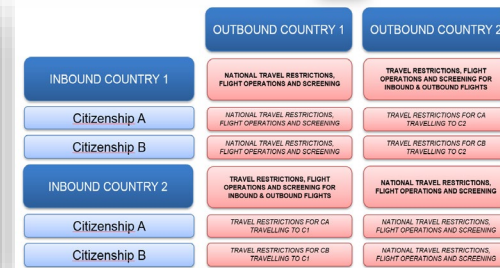 OUTBOUND COUNTRY 1
OUTBOUND COUNTRY 2
INBOUND COUNTRY 1
NATIONAL TRAVEL RESTRICTIONS,
FLIGHT OPERATIONS AND SCREENING
TRAVEL RESTRICTIONS, FLIGHT
OPERATIONS AND SCREENING FOR
INBOUND & OUTBOUND FLIGHTS
Citizenship A
NATIONAL TRAVEL RESTRICTIONS,
FLIGHT OPERATIONS AND SCREENING
TRAVEL RESTRICTIONS FOR CA
TRAVELLING TO C2
Citizenship B
NATIONAL TRAVEL RESTRICTIONS,
FLIGHT OPERATIONS AND SCREENING
TRAVEL RESTRICTIONS FOR CB
TRAVELLING TO C2
INBOUND COUNTRY 2
TRAVEL RESTRICTIONS, FLIGHT
OPERATIONS AND SCREENING FOR
INBOUND & OUTBOUND FLIGHTS
NATIONAL TRAVEL RESTRICTIONS,
FLIGHT OPERATIONS AND SCREENING
Citizenship A
TRAVEL RESTRICTIONS FOR CA
TRAVELLING TO C1
NATIONAL TRAVEL RESTRICTIONS,
FLIGHT OPERATIONS AND SCREENING
Citizenship B
TRAVEL RESTRICTIONS FOR CB
TRAVELLING TO C1
NATIONAL TRAVEL RESTRICTIONS,
FLIGHT OPERATIONS AND SCREENING